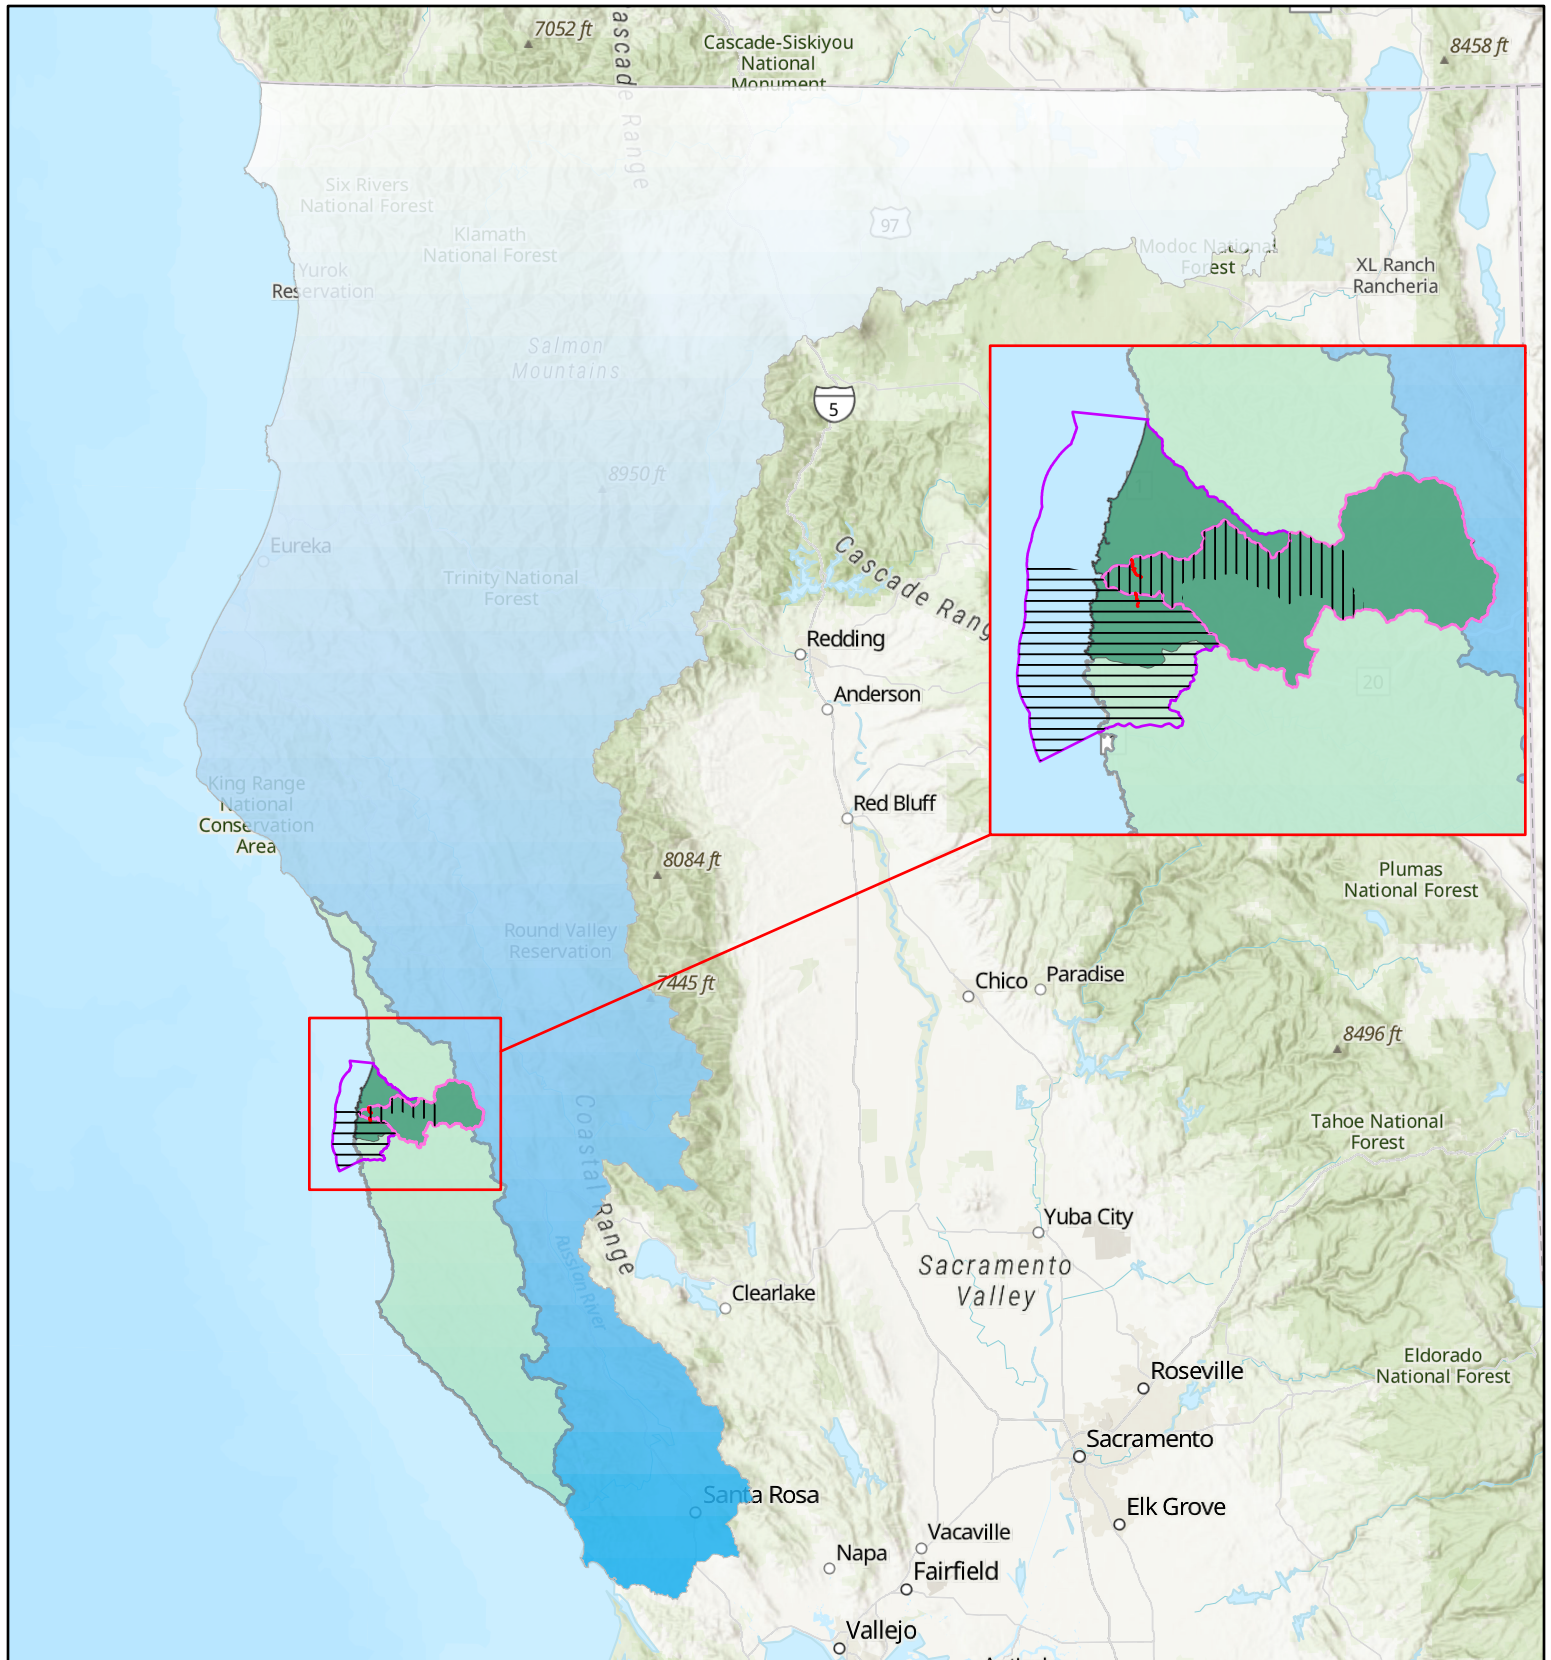 7052 ft
Cascade-Siskiyou
National
Monument
8458 ft
ascade Range
Six Rivers
National Forest
Klamath
National Forest
97
Yurok
Reservation
Modoc National
Forest
XL Ranch
Rancheria
Salmon
Mountains
5
8950 ft
Eureka
Trinity National
Forest
Cascade Rang
Redding
Anderson
20
King Range
National
Conservation
Area
Red Bluff
8084 ft
Plumas
National Forest
Round Valley
Reservation
7445 ft
Chico
Paradise
8496 ft
Coastal Range
Tahoe National
Forest
Yuba City
Russian River
Sacramento
Valley
Clearlake
Eldorado
National Forest
Roseville
Sacramento
Santa Rosa
Elk Grove
Vacaville
Napa
Fairfield
Vallejo